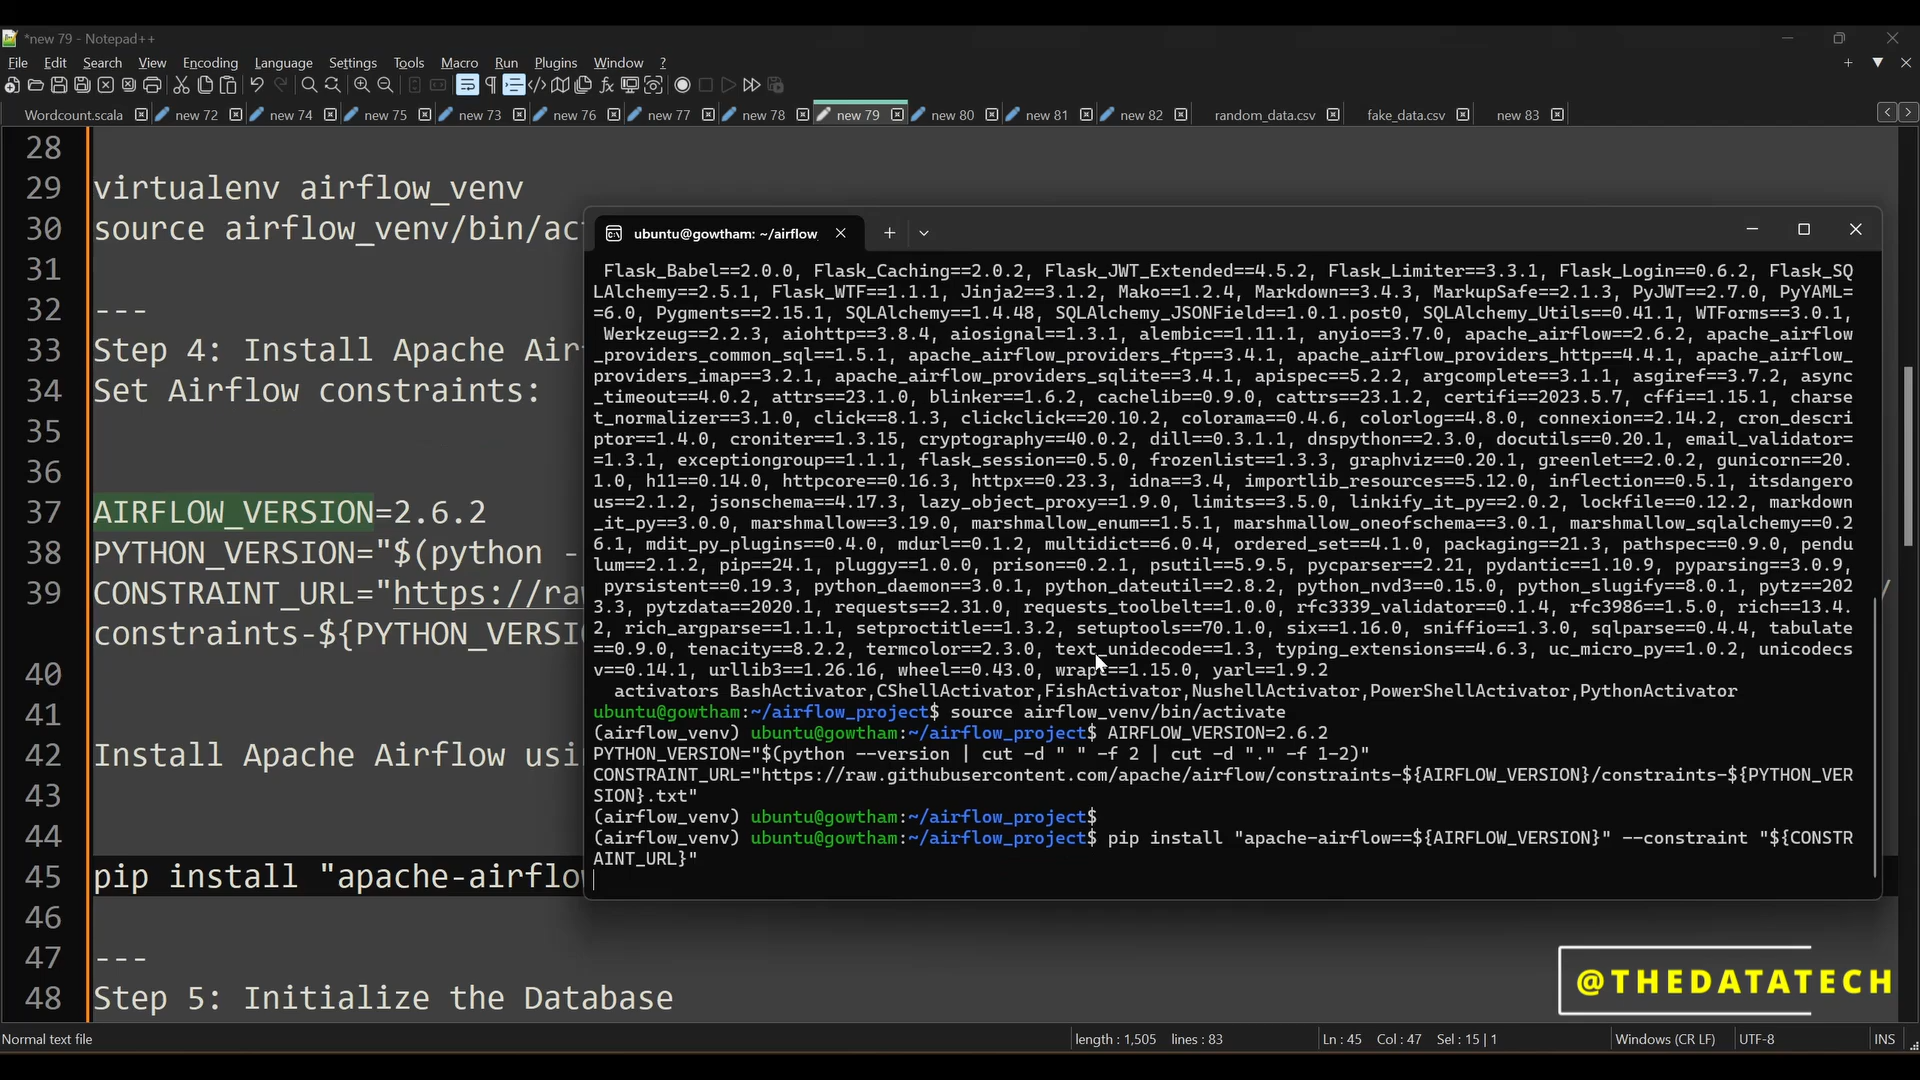 *new 79 - Notepad++
File Edit Search View Encoding Language Settings Tools Macro Run Plugins Window ?
Wordcount.scala new 72 new 74 new 75 new 73 new 76 new 77 new 78 new 79 new 80 new 81 new 82 random_data.csv fake_data.csv new 83
28
29 virtualenv airflow_venv
30 source airflow_venv/bin/ac
31
32 ---
33 Step 4: Install Apache Air
34 Set Airflow constraints:
35
36
37 AIRFLOW_VERSION=2.6.2
38 PYTHON_VERSION="$(python -
39 CONSTRAINT_URL="https://ra
constraints-${PYTHON_VERSI
40
41
42 Install Apache Airflow usi
43
44
45 pip install "apache-airflo
46
47 ---
48 Step 5: Initialize the Database
ubuntu@gowtham: ~/airflow
Flask_Babel==2.0.0, Flask_Caching==2.0.2, Flask_JWT_Extended==4.5.2, Flask_Limiter==3.3.1, Flask_Login==0.6.2, Flask_SQ
LAlchemy==2.5.1, Flask_WTF==1.1.1, Jinja2==3.1.2, Mako==1.2.4, Markdown==3.4.3, MarkupSafe==2.1.3, PyJWT==2.7.0, PyYAML=
=6.0, Pygments==2.15.1, SQLAlchemy==1.4.48, SQLAlchemy_JSONField==1.0.1.post0, SQLAlchemy_Utils==0.41.1, WTForms==3.0.1,
Werkzeug==2.2.3, aiohttp==3.8.4, aiosignal==1.3.1, alembic==1.11.1, anyio==3.7.0, apache_airflow==2.6.2, apache_airflow
_providers_common_sql==1.5.1, apache_airflow_providers_ftp==3.4.1, apache_airflow_providers_http==4.4.1, apache_airflow_
providers_imap==3.2.1, apache_airflow_providers_sqlite==3.4.1, apispec==5.2.2, argcomplete==3.1.1, asgiref==3.7.2, async
_timeout==4.0.2, attrs==23.1.0, blinker==1.6.2, cachelib==0.9.0, cattrs==23.1.2, certifi==2023.5.7, cffi==1.15.1, charse
t_normalizer==3.1.0, click==8.1.3, clickclick==20.10.2, colorama==0.4.6, colorlog==4.8.0, connexion==2.14.2, cron_descri
ptor==1.4.0, croniter==1.3.15, cryptography==40.0.2, dill==0.3.1.1, dnspython==2.3.0, docutils==0.20.1, email_validator=
=1.3.1, exceptiongroup==1.1.1, flask_session==0.5.0, frozenlist==1.3.3, graphviz==0.20.1, greenlet==2.0.2, gunicorn==20.
1.0, h11==0.14.0, httpcore==0.16.3, httpx==0.23.3, idna==3.4, importlib_resources==5.12.0, inflection==0.5.1, itsdangero
us==2.1.2, jsonschema==4.17.3, lazy_object_proxy==1.9.0, limits==3.5.0, linkify_it_py==2.0.2, lockfile==0.12.2, markdown
_it_py==3.0.0, marshmallow==3.19.0, marshmallow_enum==1.5.1, marshmallow_oneofschema==3.0.1, marshmallow_sqlalchemy==0.2
6.1, mdit_py_plugins==0.4.0, mdurl==0.1.2, multidict==6.0.4, ordered_set==4.1.0, packaging==21.3, pathspec==0.9.0, pendu
lum==2.1.2, pip==24.1, pluggy==1.0.0, prison==0.2.1, psutil==5.9.5, pycparser==2.21, pydantic==1.10.9, pyparsing==3.0.9,
pyrsistent==0.19.3, python_daemon==3.0.1, python_dateutil==2.8.2, python_nvd3==0.15.0, python_slugify==8.0.1, pytz==202
3.3, pytzdata==2020.1, requests==2.31.0, requests_toolbelt==1.0.0, rfc3339_validator==0.1.4, rfc3986==1.5.0, rich==13.4.
2, rich_argparse==1.1.1, setproctitle==1.3.2, setuptools==70.1.0, six==1.16.0, sniffio==1.3.0, sqlparse==0.4.4, tabulate
==0.9.0, tenacity==8.2.2, termcolor==2.3.0, text_unidecode==1.3, typing_extensions==4.6.3, uc_micro_py==1.0.2, unicodecs
v==0.14.1, urllib3==1.26.16, wheel==0.43.0, wrapt==1.15.0, yarl==1.9.2
activators BashActivator,CShellActivator,FishActivator,NushellActivator,PowerShellActivator,PythonActivator
ubuntu@gowtham:~/airflow_project$ source airflow_venv/bin/activate
(airflow_venv) ubuntu@gowtham:~/airflow_project$ AIRFLOW_VERSION=2.6.2
PYTHON_VERSION="$(python --version | cut -d " " -f 2 | cut -d "." -f 1-2)"
CONSTRAINT_URL="https://raw.githubusercontent.com/apache/airflow/constraints-${AIRFLOW_VERSION}/constraints-${PYTHON_VER
SION}.txt"
(airflow_venv) ubuntu@gowtham:~/airflow_project$
(airflow_venv) ubuntu@gowtham:~/airflow_project$ pip install "apache-airflow==${AIRFLOW_VERSION}" --constraint "${CONSTR
AINT_URL}"
@THEDATATECH
Normal text file length : 1,505 lines : 83 Ln : 45 Col : 47 Sel : 15 | 1 Windows (CR LF) UTF-8 INS